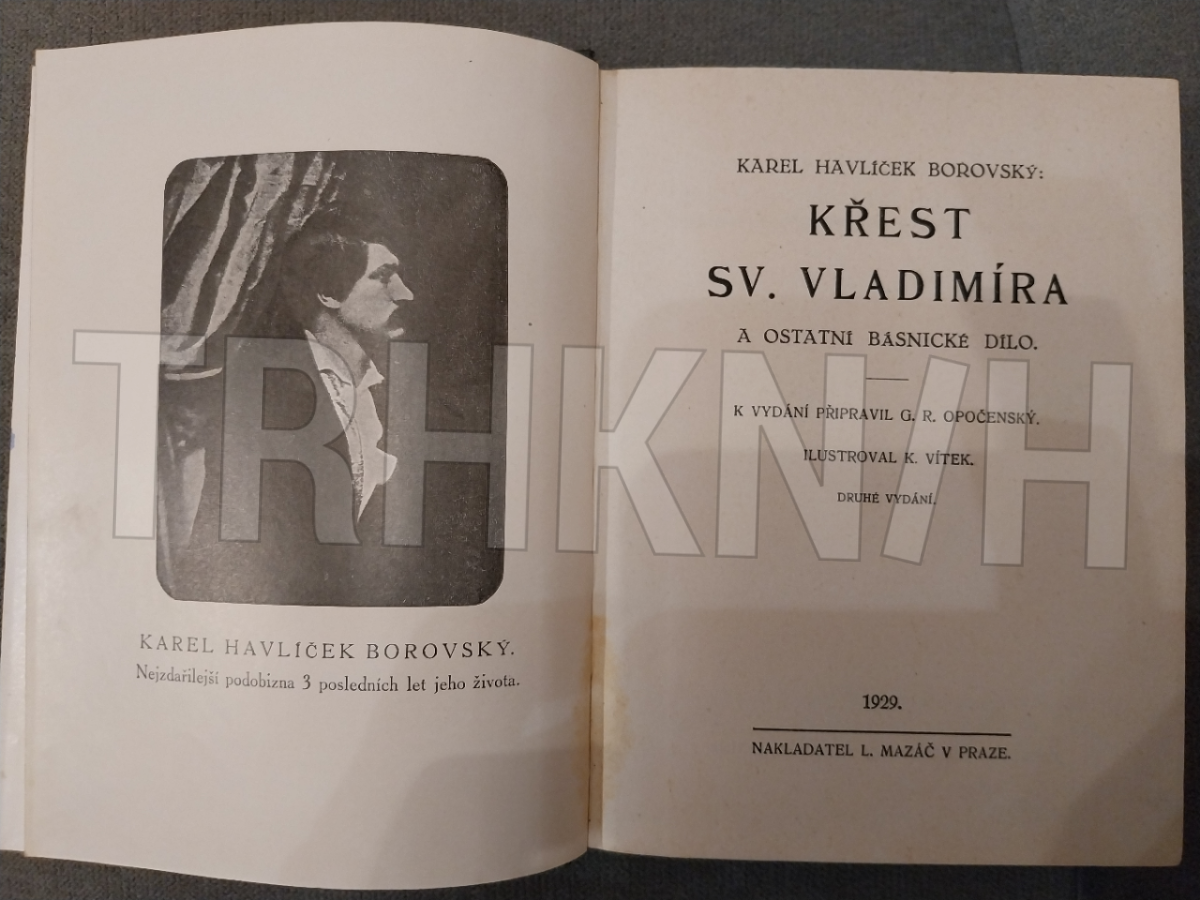 KAREL HAVLÍČEK BOROVSKÝ.
Nejzdařilejší podobizna 3 posledních let jeho života.
KAREL HAVLÍČEK BOROVSKÝ:
KŘEST
SV. VLADIMÍRA
A OSTATNÍ BÁSNICKÉ DÍLO.
K VYDÁNÍ PŘIPRAVIL G. R. OPOČENSKÝ.
ILUSTROVAL K. VÍTEK.
DRUHÉ VYDÁNÍ.
1929.
NAKLADATEL L. MAZÁČ V PRAZE.
TRHKN/H